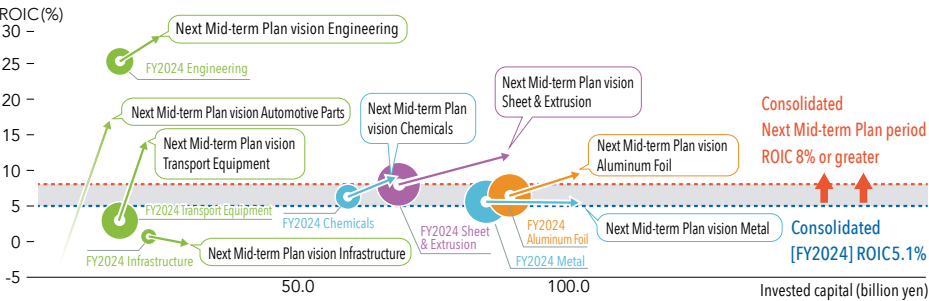 ROIC(%)
30
25
20
15
10
5
0
-5
Next Mid-term Plan vision Engineering
FY2024 Engineering
Next Mid-term Plan vision Automotive Parts
Next Mid-term Plan vision
Transport Equipment
FY2024 Transport Equipment
FY2024 Infrastructure
Next Mid-term Plan vision Infrastructure
Next Mid-term Plan
vision Chemicals
FY2024 Chemicals
Next Mid-term Plan vision
Sheet & Extrusion
FY2024 Sheet
& Extrusion
Next Mid-term Plan vision
Aluminum Foil
FY2024
Aluminum Foil
FY2024 Metal
Next Mid-term Plan vision Metal
Consolidated
Next Mid-term Plan period
ROIC 8% or greater
Consolidated
[FY2024] ROIC5.1%
50.0
100.0
Invested capital (billion yen)